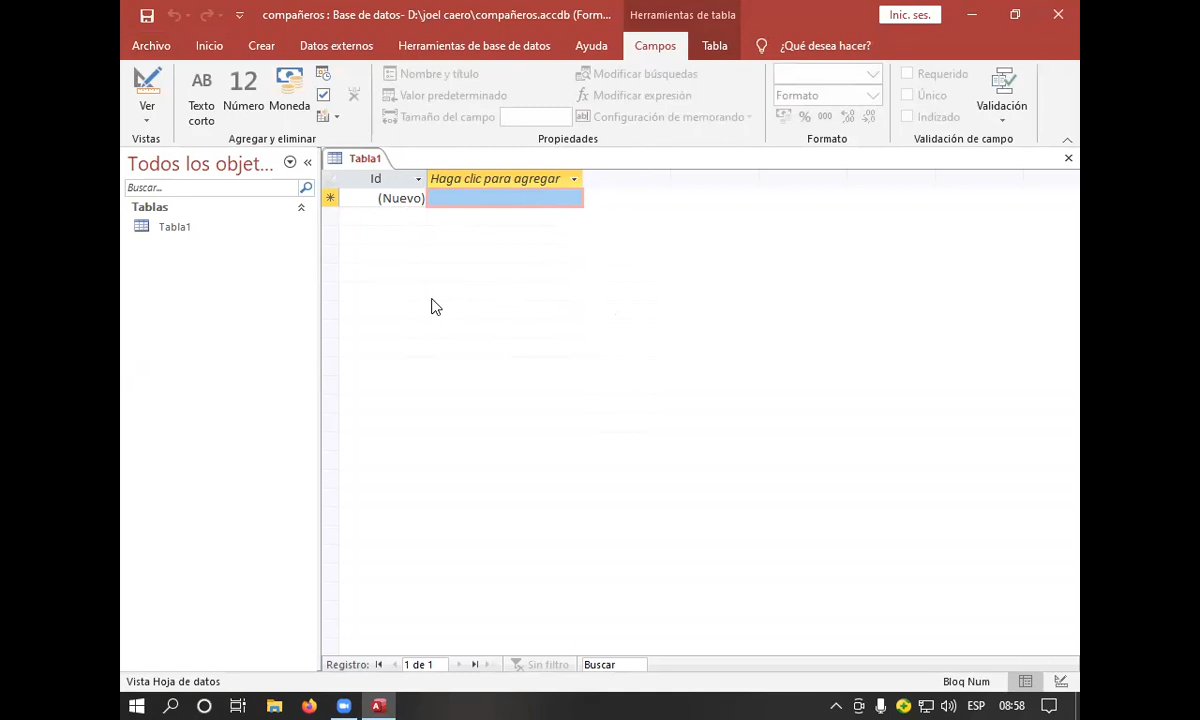 compañeros : Base de datos- D:\joel caero\compañeros.accdb (Form...
Herramientas de tabla
Inic. ses.
Archivo
Inicio
Crear
Datos externos
Herramientas de base de datos
Ayuda
Campos
Tabla
¿Qué desea hacer?
Ver
Vistas
AB
Texto
corto
12
Número
Moneda
Agregar y eliminar
Nombre y título
Valor predeterminado
Tamaño del campo
Modificar búsquedas
fx Modificar expresión
ab Configuración de memorando
Propiedades
Formato
% 000
Formato
Requerido
Único
Indizado
Validación
Validación de campo
Todos los objet... «
Buscar...
Tablas
Tabla1
Tabla1
Id
Haga clic para agregar
(Nuevo)
Registro:
1 de 1
Sin filtro
Buscar
Vista Hoja de datos
Bloq Num
ESP
08:58